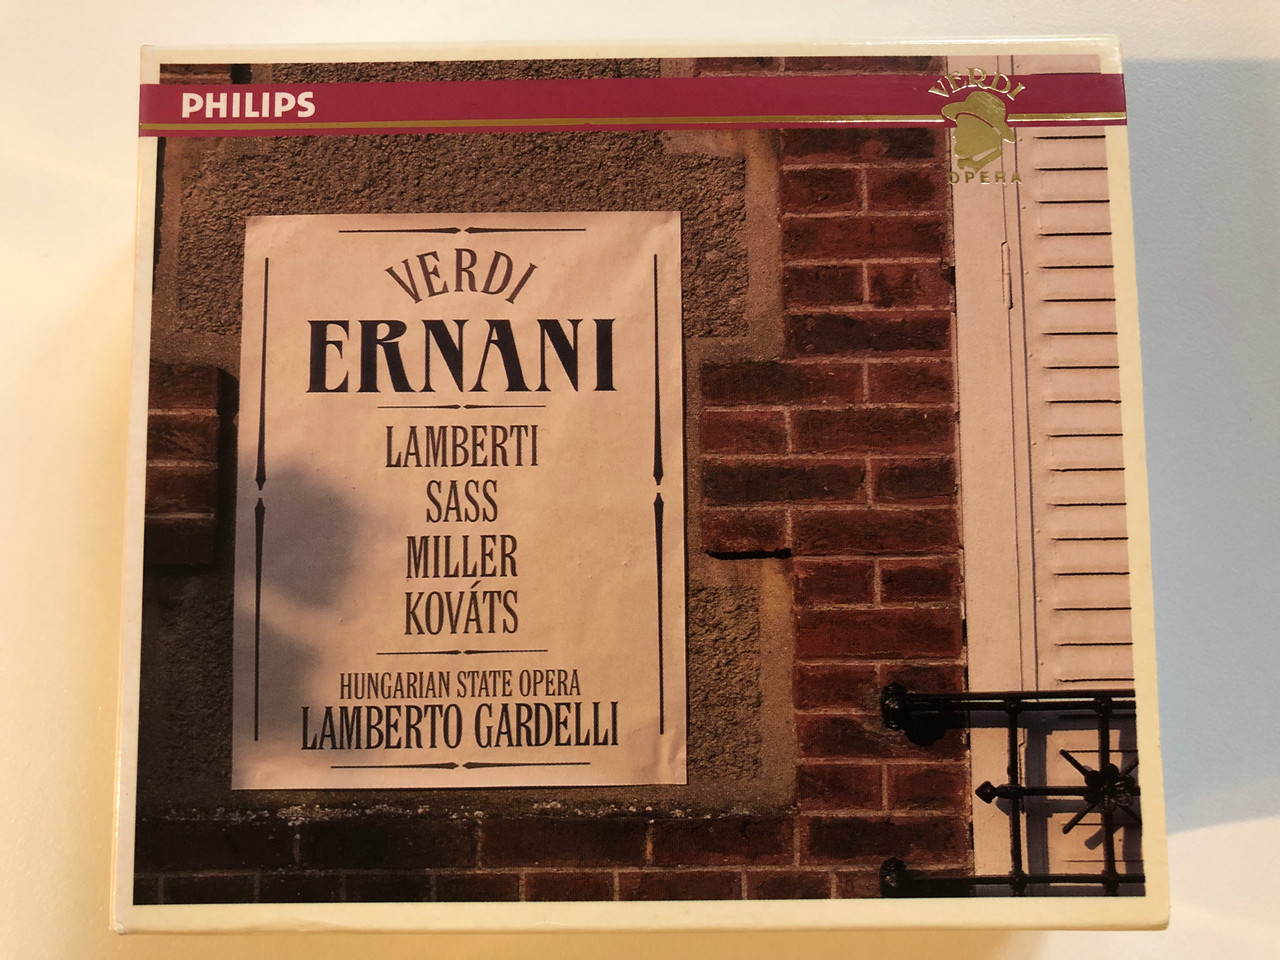 PHILIPS
VERDI
OPERA
VERDI
ERNANI
LAMBERTI
SASS
MILLER
KOVÁTS
HUNGARIAN STATE OPERA
LAMBERTO GARDELLI